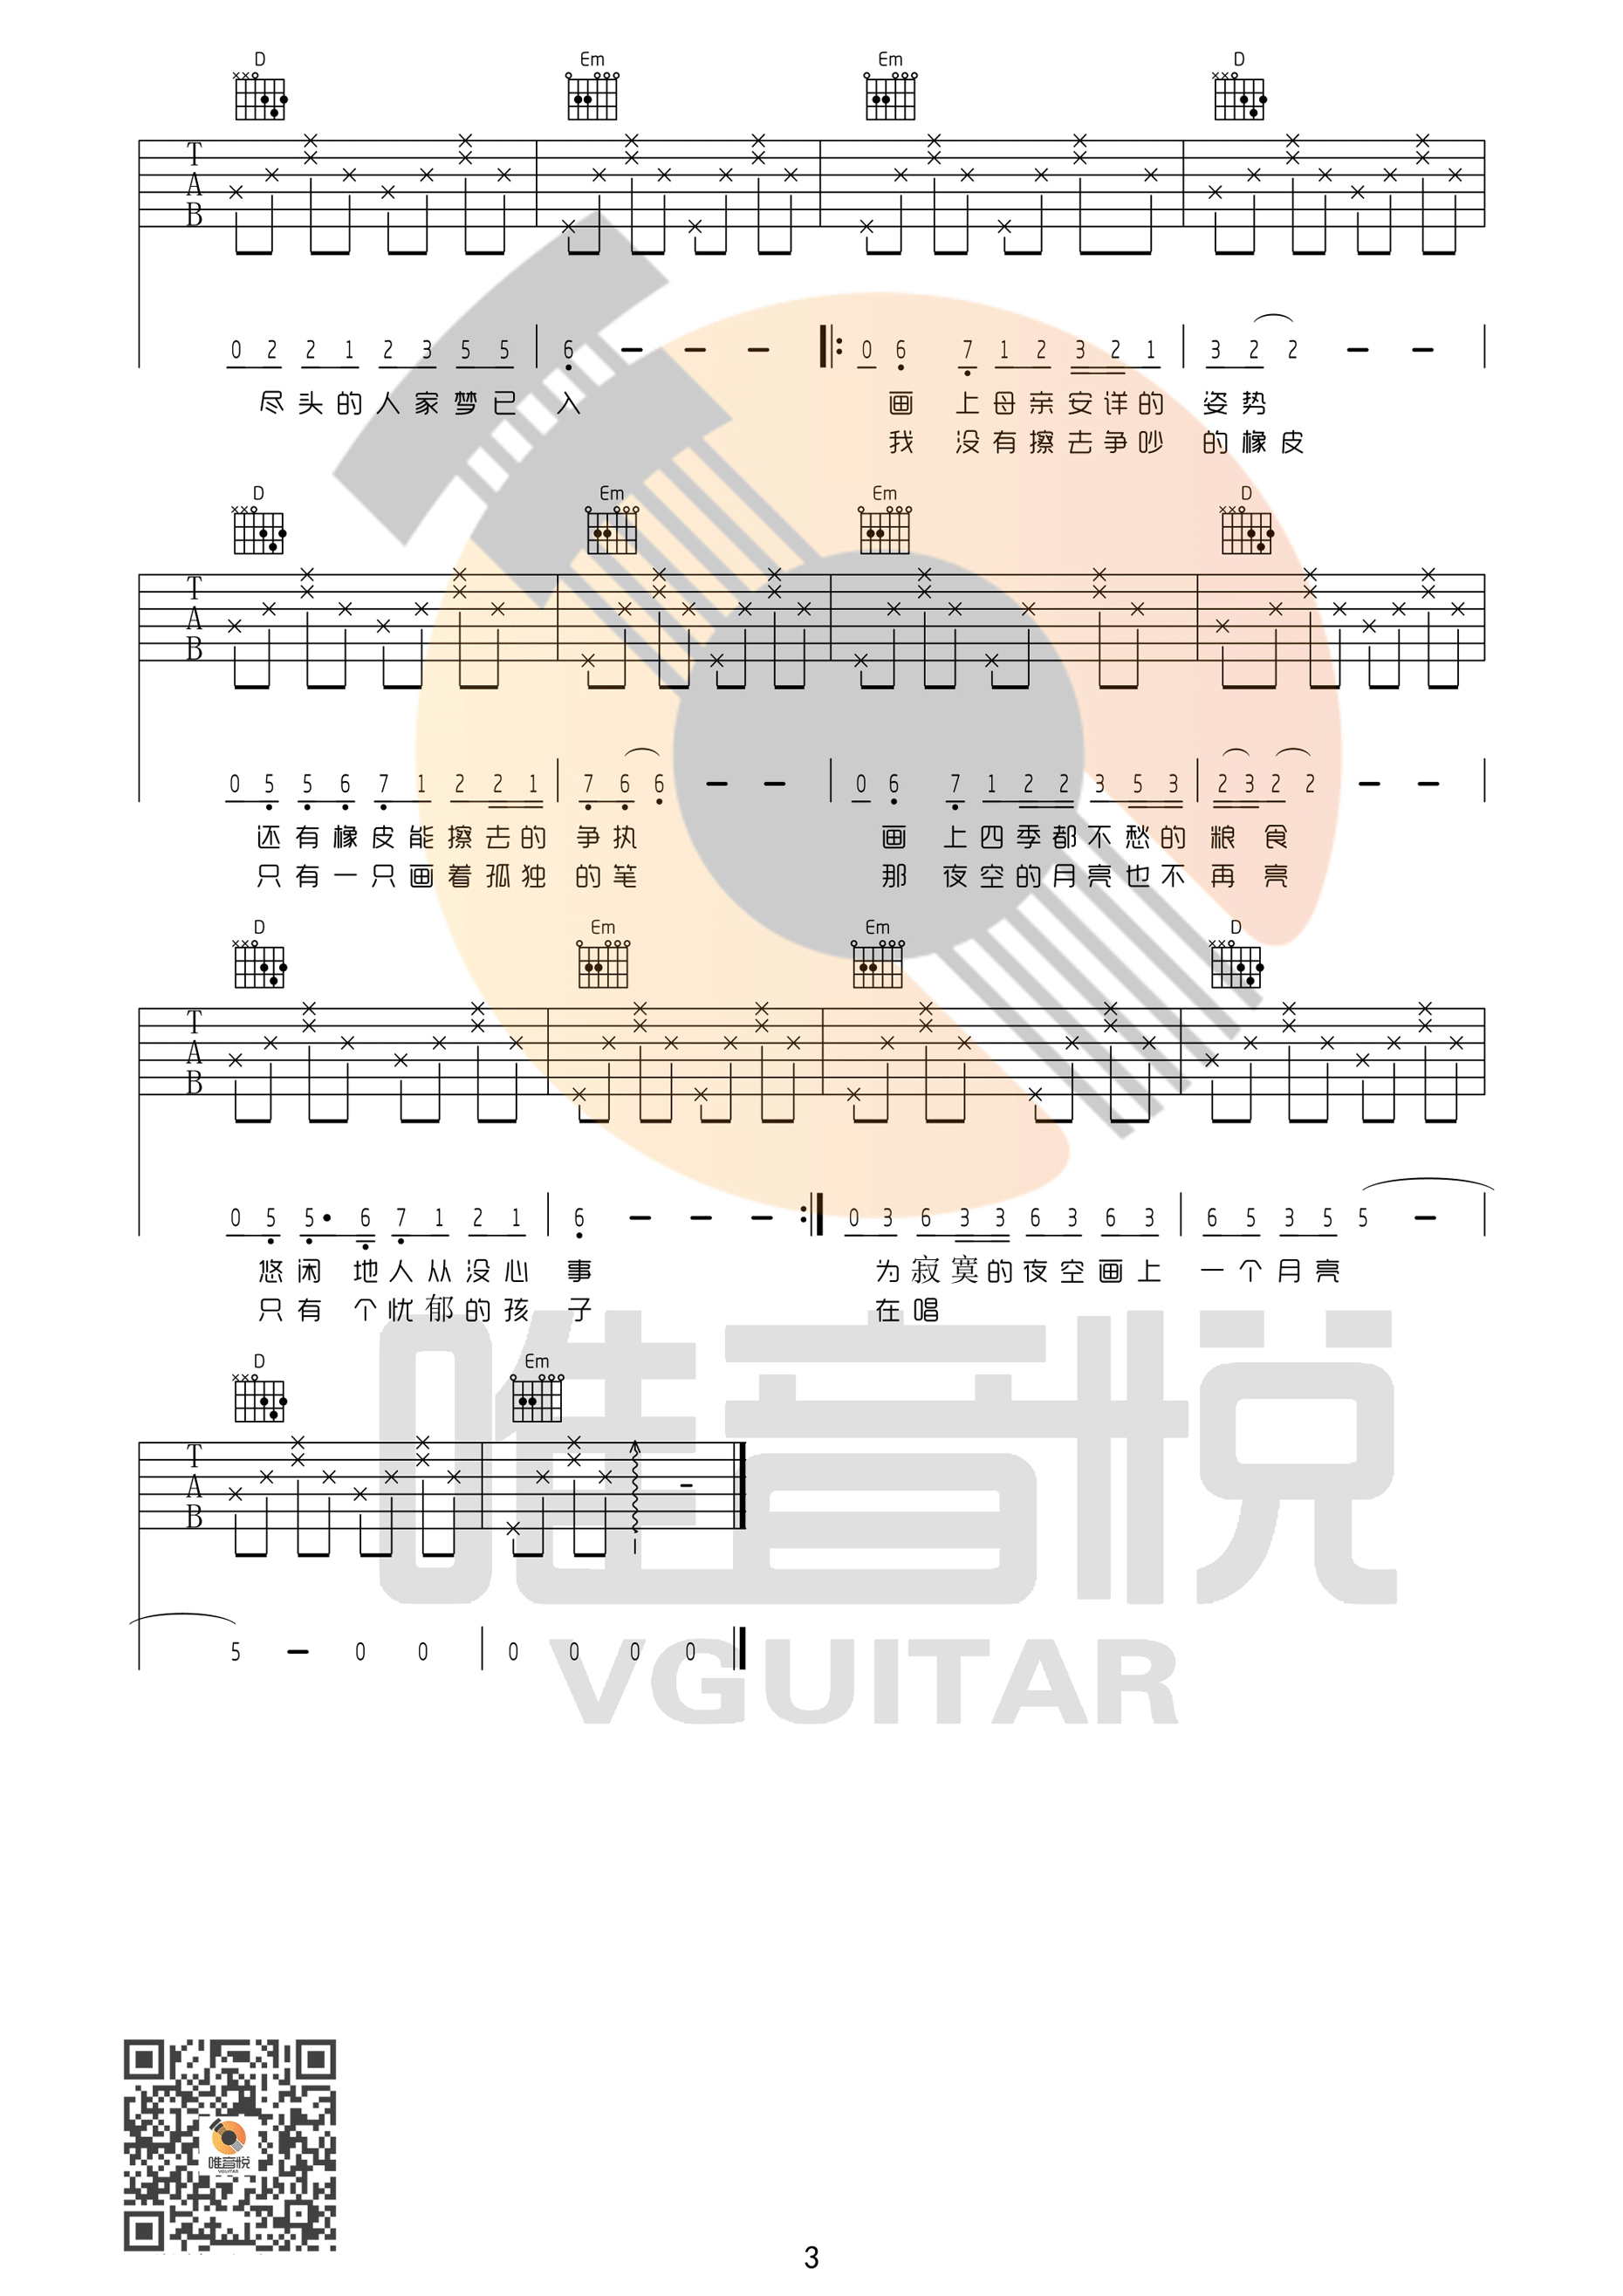 D Em Em D
T
A
B
0 2 2 1 2 3 5 5 6 - - - 0 6 7 1 2 3 2 1 3 2 2 - -
尽头的人家梦已 入 画 上母亲安详的 姿势
我 没有擦去争吵 的橡皮
D Em Em D
T
A
B
0 5 5 6 7 1 2 2 1 7 6 6 - - 0 6 7 1 2 2 3 5 3 2 3 2 2 - -
还有橡皮能擦去的 争执 画 上四季都不愁的 粮食
只有一只画着孤独 的笔 那 夜空的月亮也不 再亮
D Em Em D
T
A
B
0 5 5 · 6 7 1 2 1 6 - - - 0 3 6 3 3 6 3 6 3 6 5 3 5 5 -
悠闲 地人从没心 事 为寂寞的夜空画上 一个月亮
只有 个忧郁的孩 子 在唱
D Em
T
A
B
-
5 - 0 0 0 0 0 0
唯音悦
VGUITAR
唯音悦
VGUITAR
3